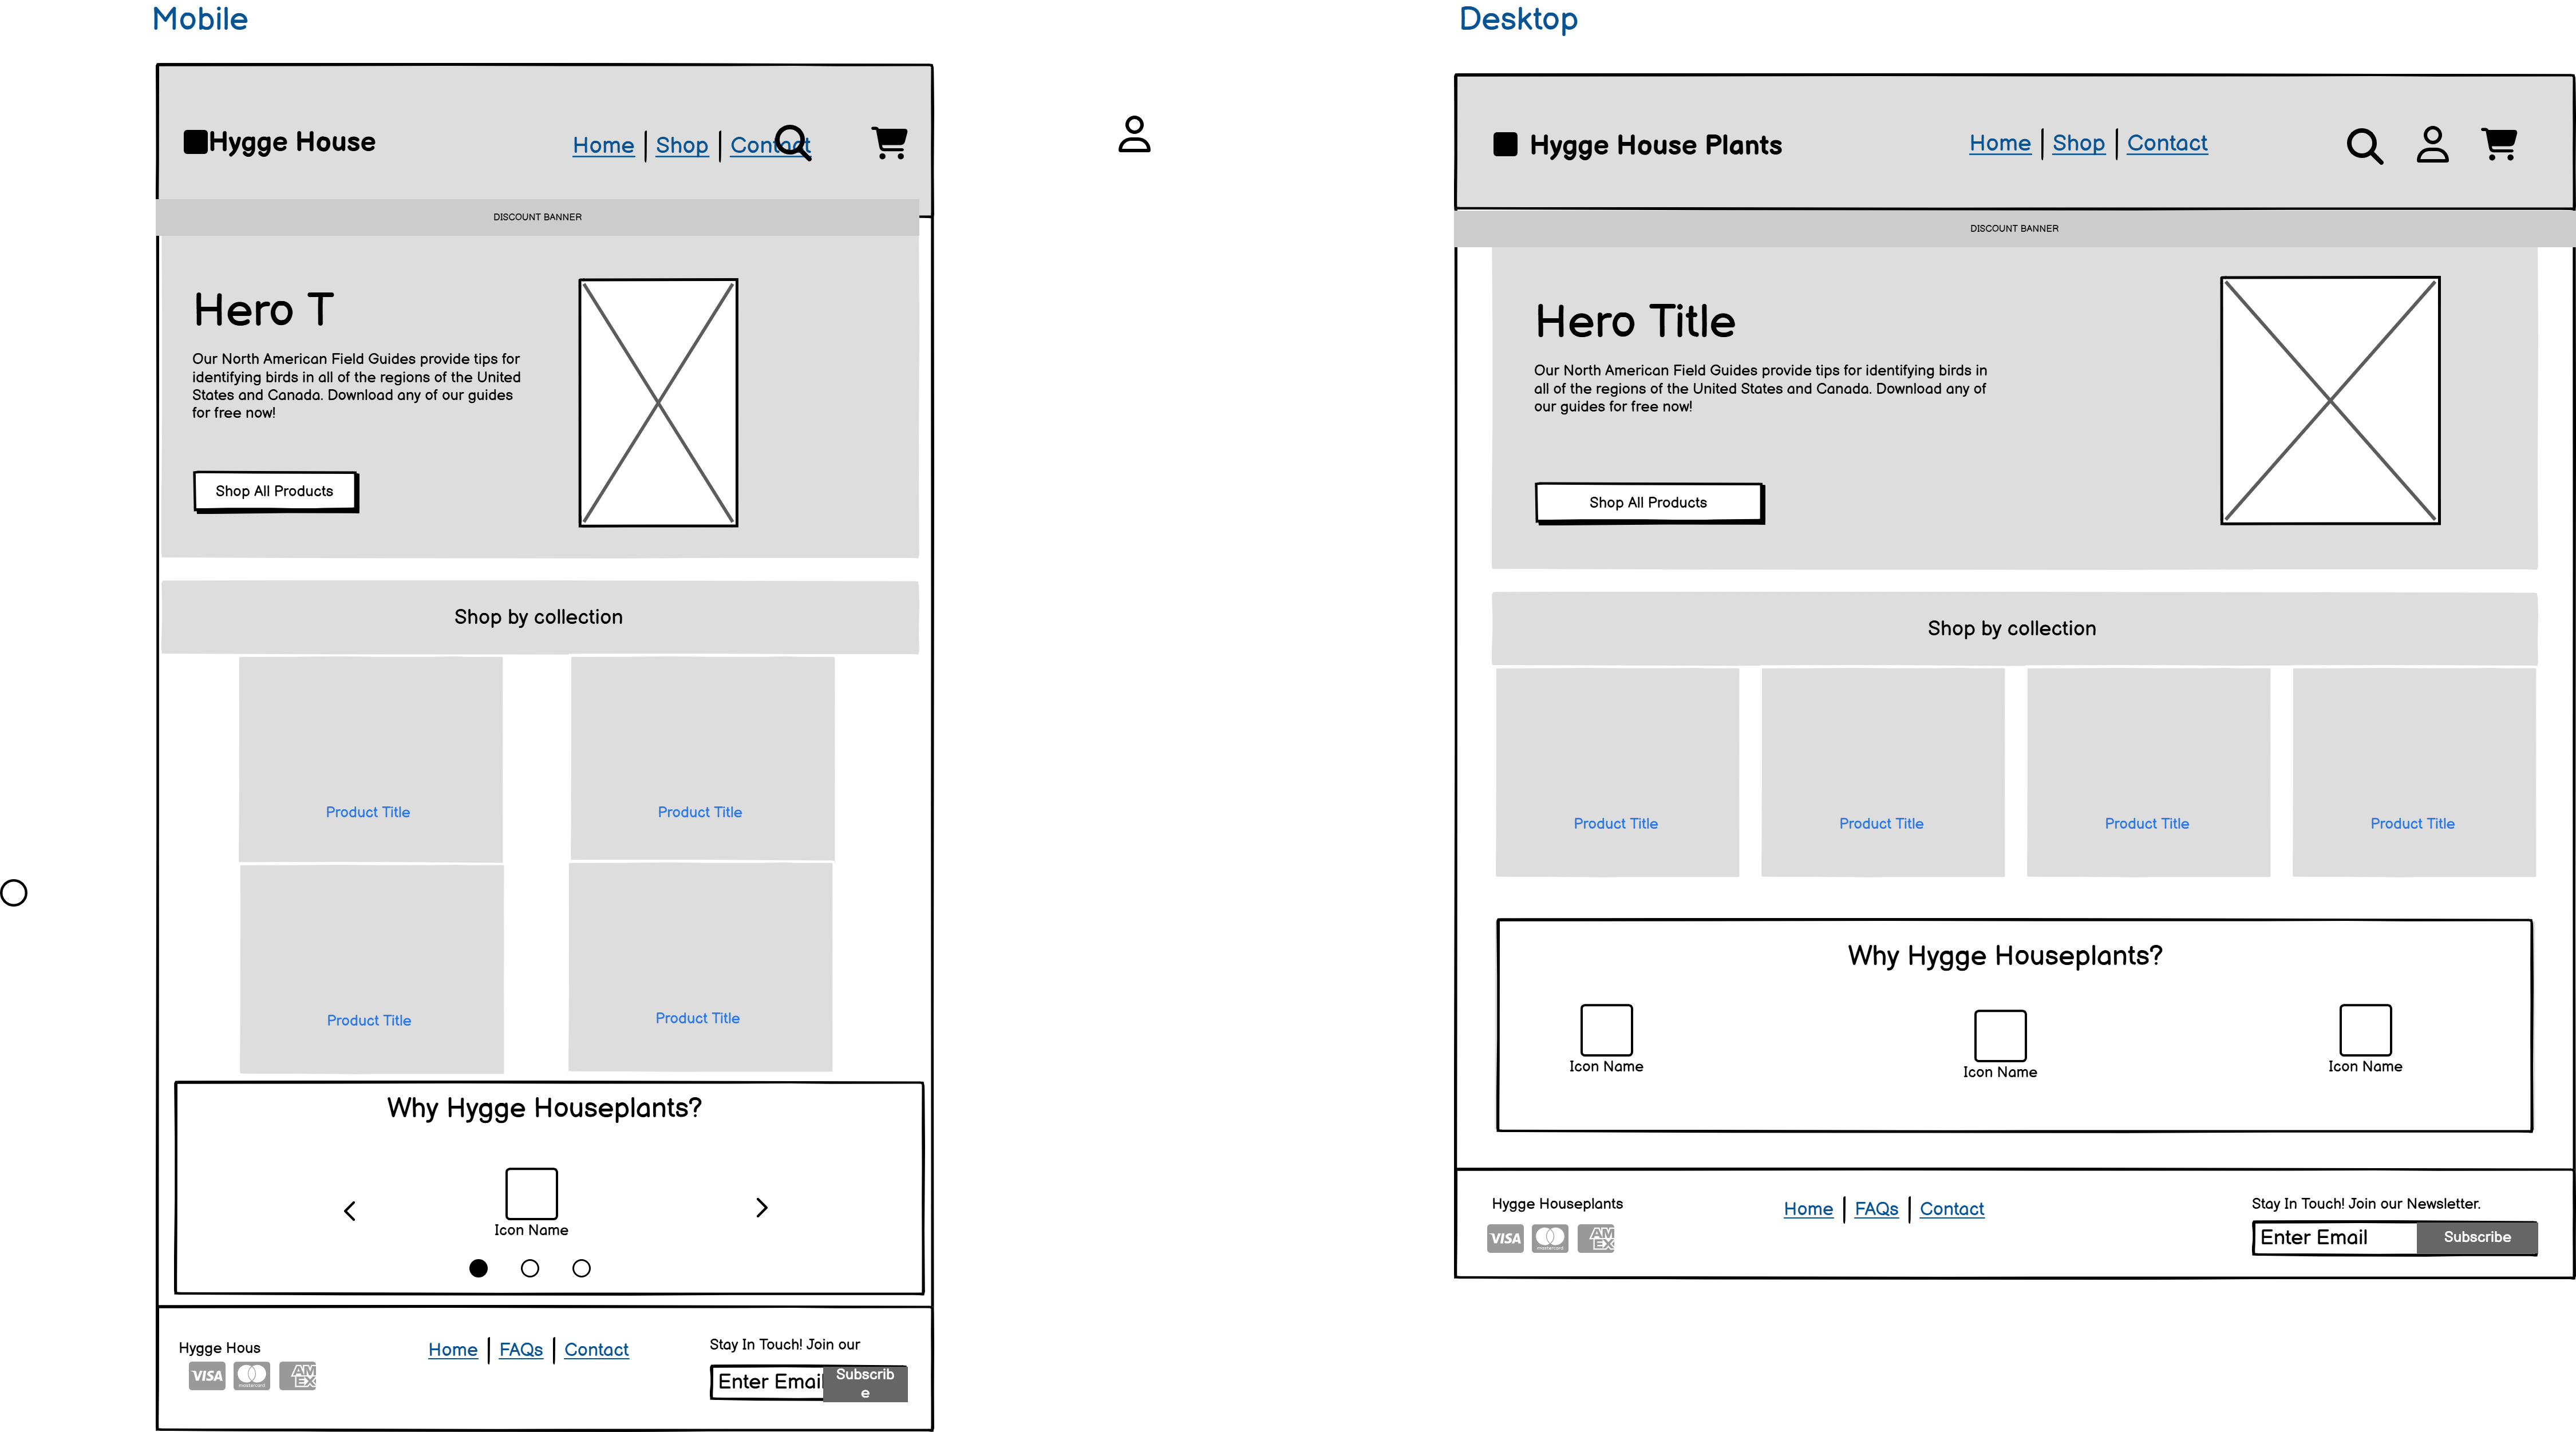 Mobile
Hygge House
Home | Shop | Contact
DISCOUNT BANNER
Hero T
Our North American Field Guides provide tips for
identifying birds in all of the regions of the United
States and Canada. Download any of our guides
for free now!
Shop All Products
Shop by collection
Product Title
Product Title
Product Title
Product Title
Why Hygge Houseplants?
Icon Name
Hygge Hous
VISA
mastercard
AM
EX
Home | FAQs | Contact
Stay In Touch! Join our
Enter Email
Subscrib
e
Desktop
Hygge House Plants
Home | Shop | Contact
DISCOUNT BANNER
Hero Title
Our North American Field Guides provide tips for identifying birds in
all of the regions of the United States and Canada. Download any of
our guides for free now!
Shop All Products
Shop by collection
Product Title
Product Title
Product Title
Product Title
Why Hygge Houseplants?
Icon Name
Icon Name
Icon Name
Hygge Houseplants
VISA
mastercard
AM
EX
Home | FAQs | Contact
Stay In Touch! Join our Newsletter.
Enter Email
Subscribe